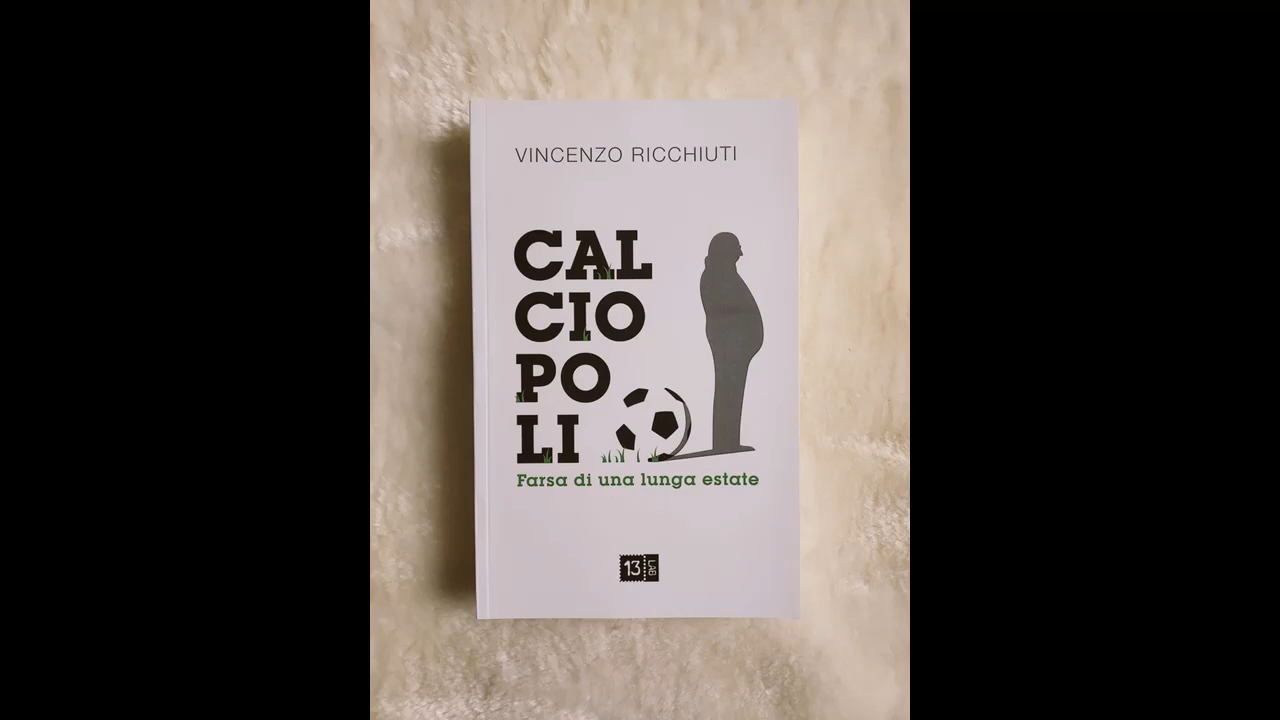 VINCENZO RICCHIUTI
CAL
CIO
PO
LI
Farsa di una lunga estate
13 LAB